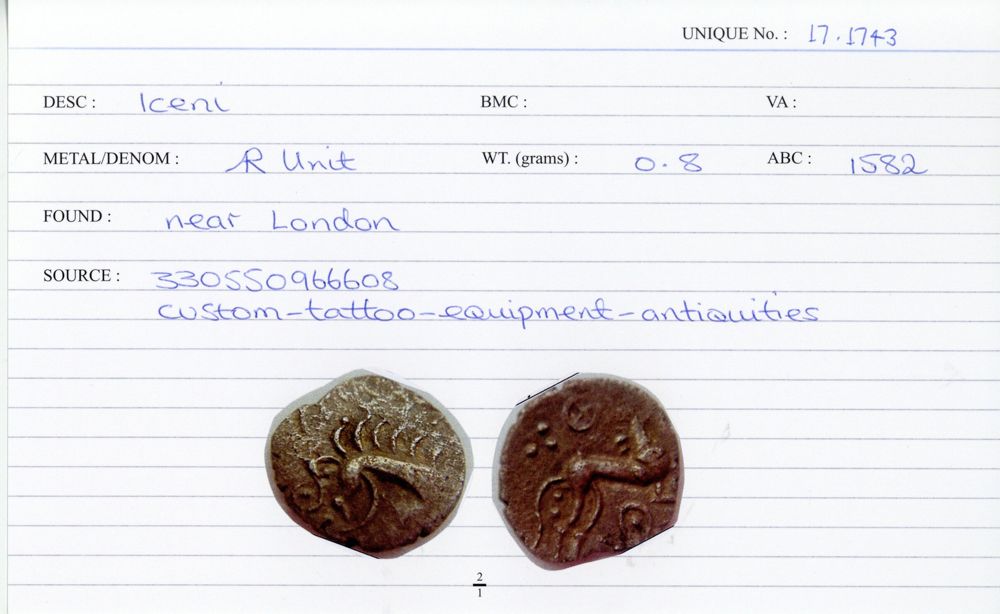 UNIQUE No. : 17.1743
DESC : Iceni BMC : VA :
METAL/DENOM : Æ Unit WT. (grams) : 0.8 ABC : 1582
FOUND : near London
SOURCE : 330550966608
custom-tattoo-equipment-antiquities
2
1